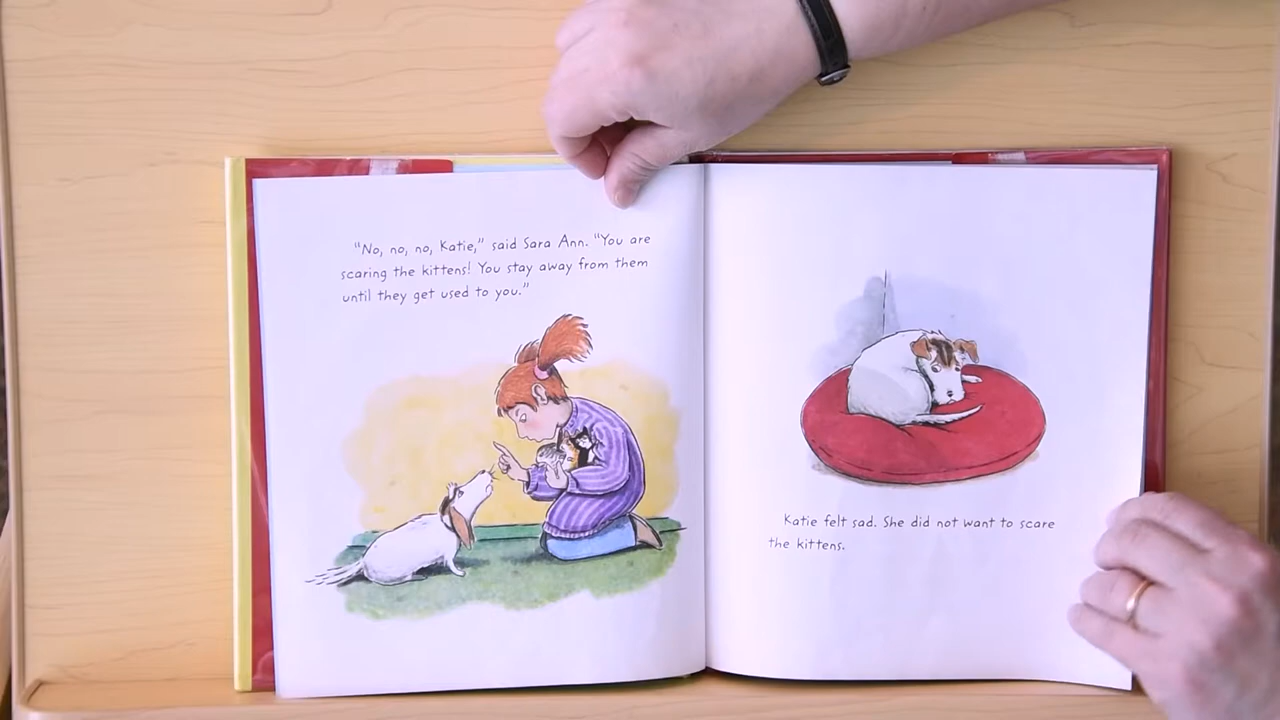 “No, no, no, Katie,” said Sara Ann. “You are
scaring the kittens! You stay away from them
until they get used to you.”
Katie felt sad. She did not want to scare
the kittens.